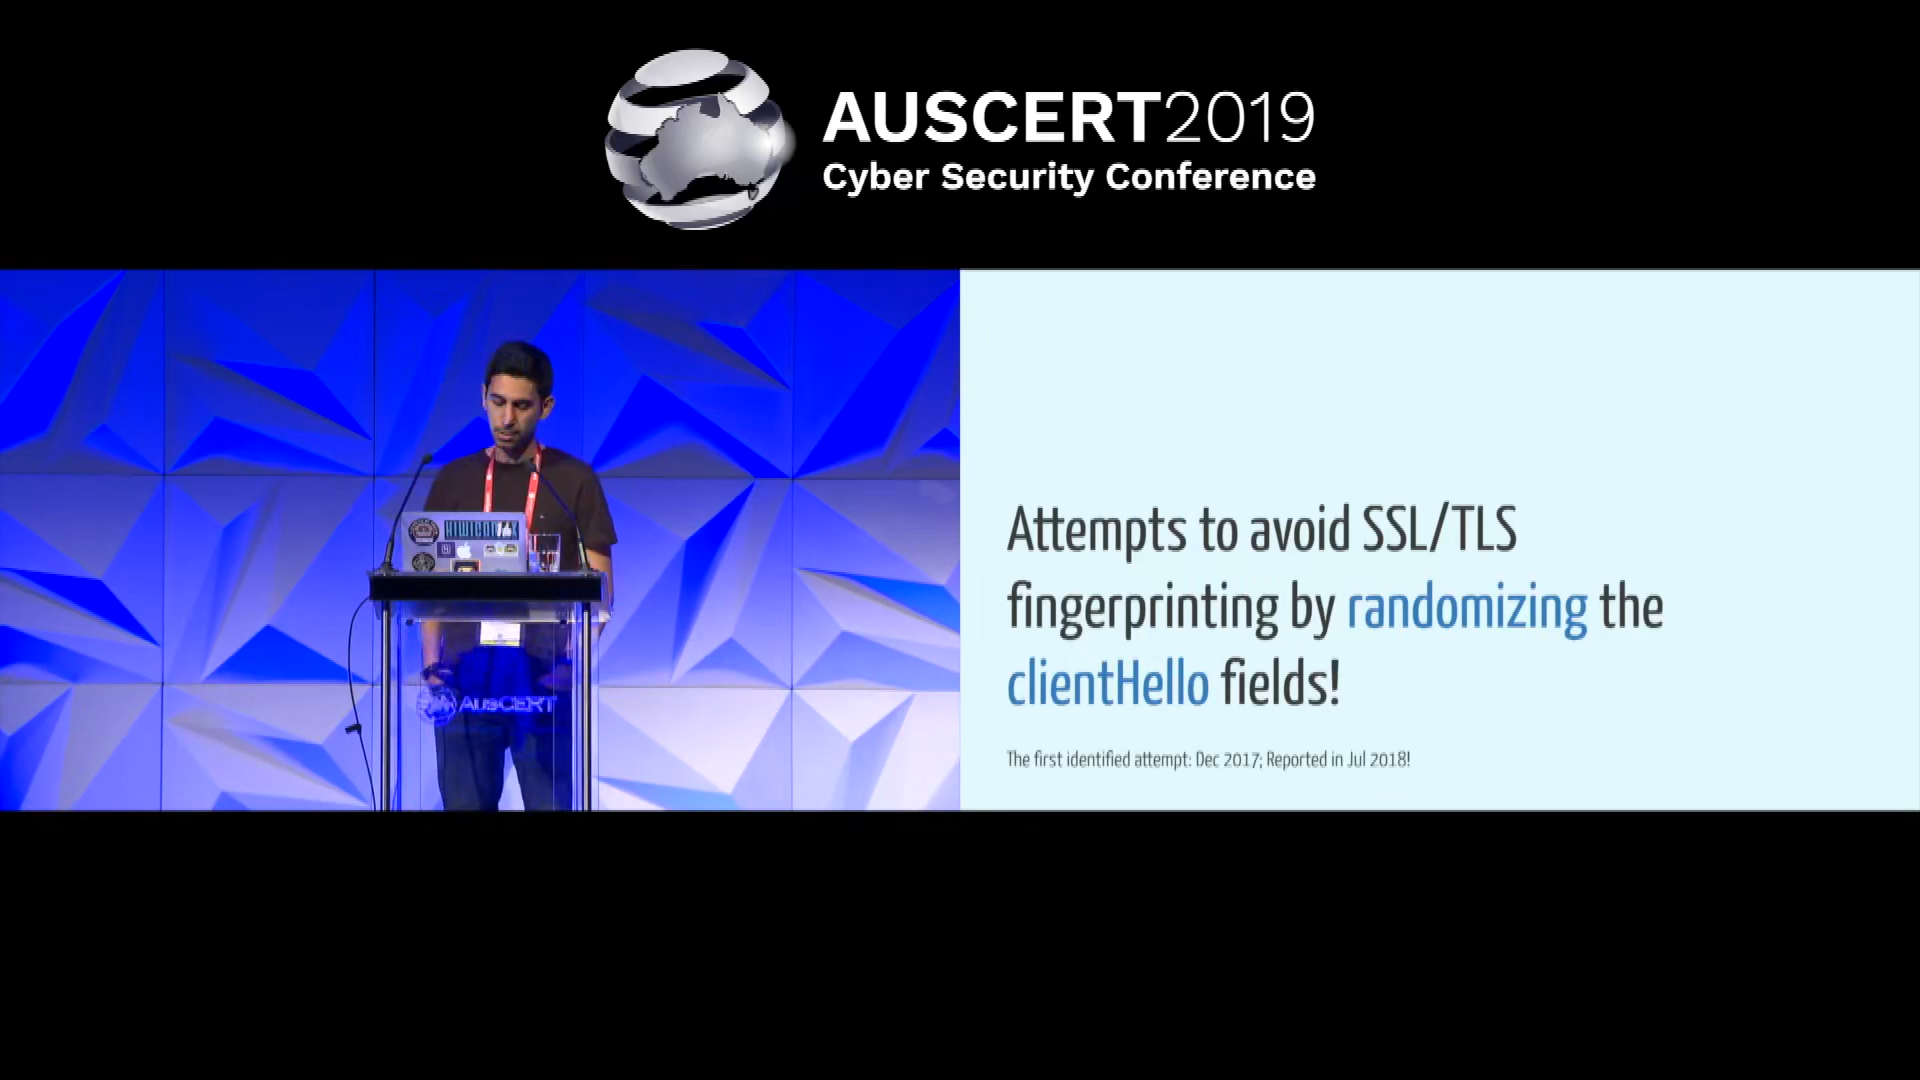 AUSCERT2019
Cyber Security Conference
Attempts to avoid SSL/TLS
fingerprinting by randomizing the
clientHello fields!
The first identified attempt: Dec 2017; Reported in Jul 2018!
AUSCERT